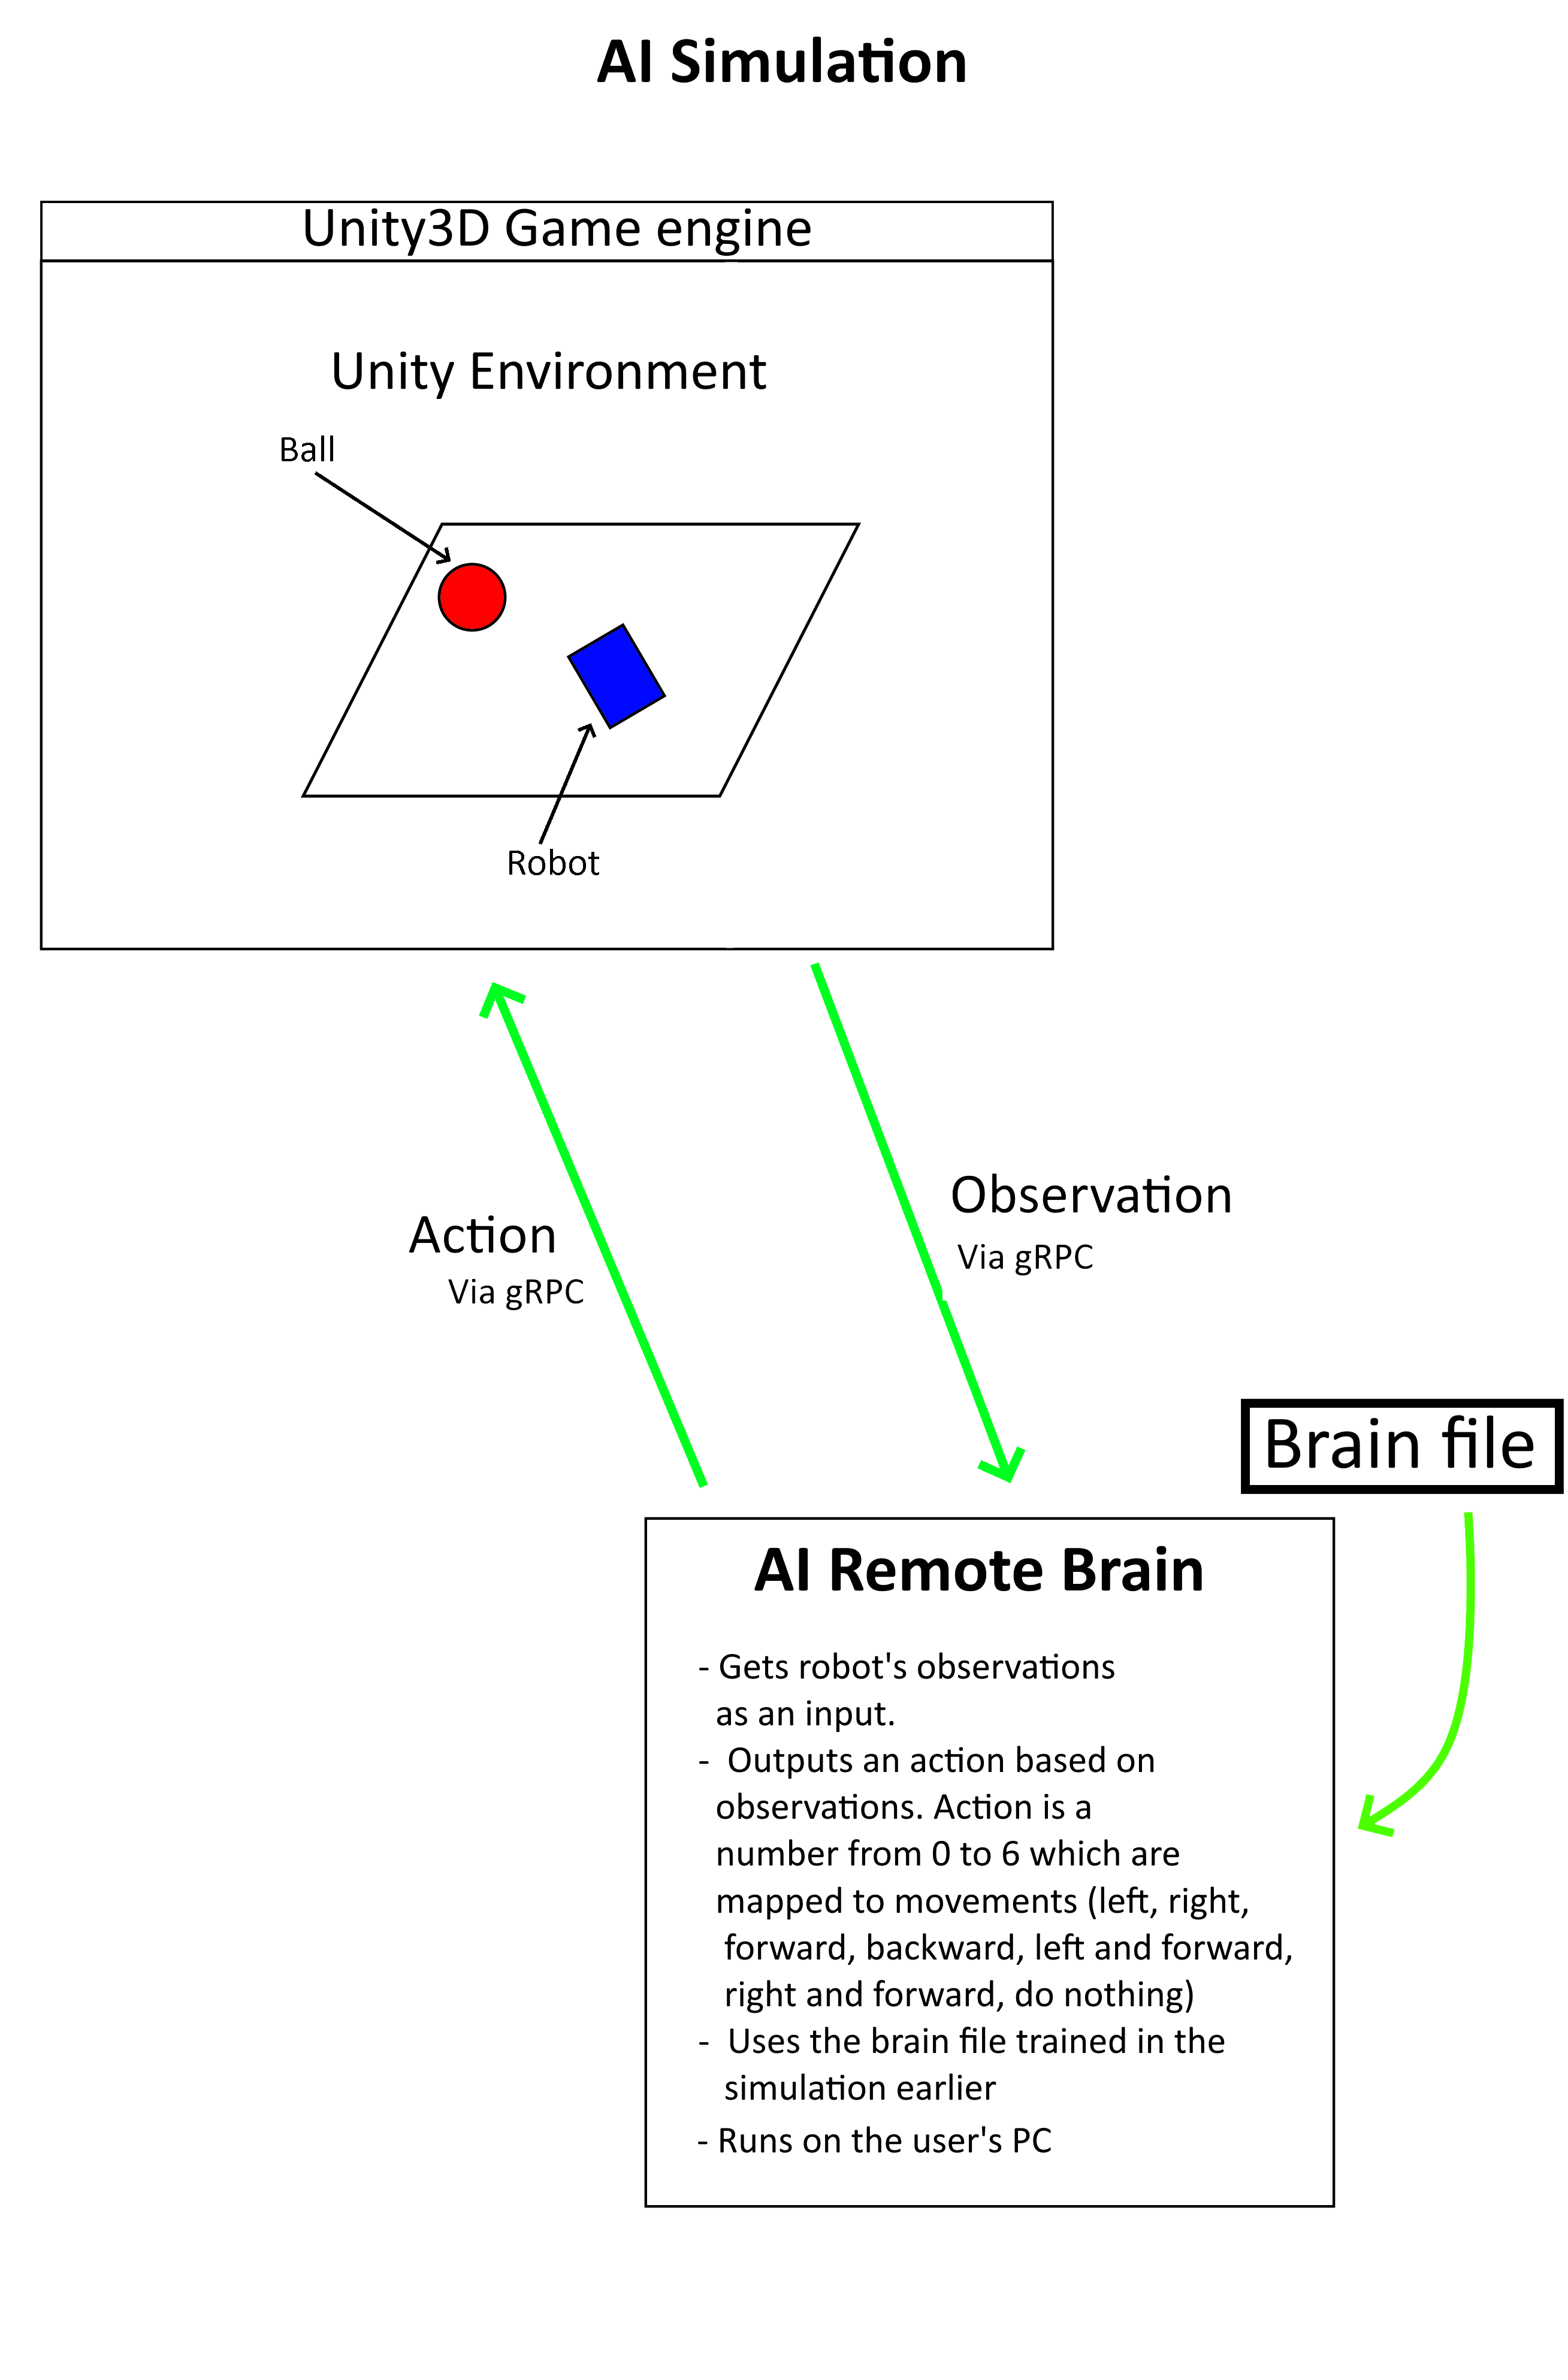 AI Simulation
Unity3D Game engine
Unity Environment
Ball
Robot
Observation
Via gRPC
Action
Via gRPC
Brain file
AI Remote Brain
- Gets robot's observations
as an input.
- Outputs an action based on
observations. Action is a
number from 0 to 6 which are
mapped to movements (left, right,
forward, backward, left and forward,
right and forward, do nothing)
- Uses the brain file trained in the
simulation earlier
- Runs on the user's PC